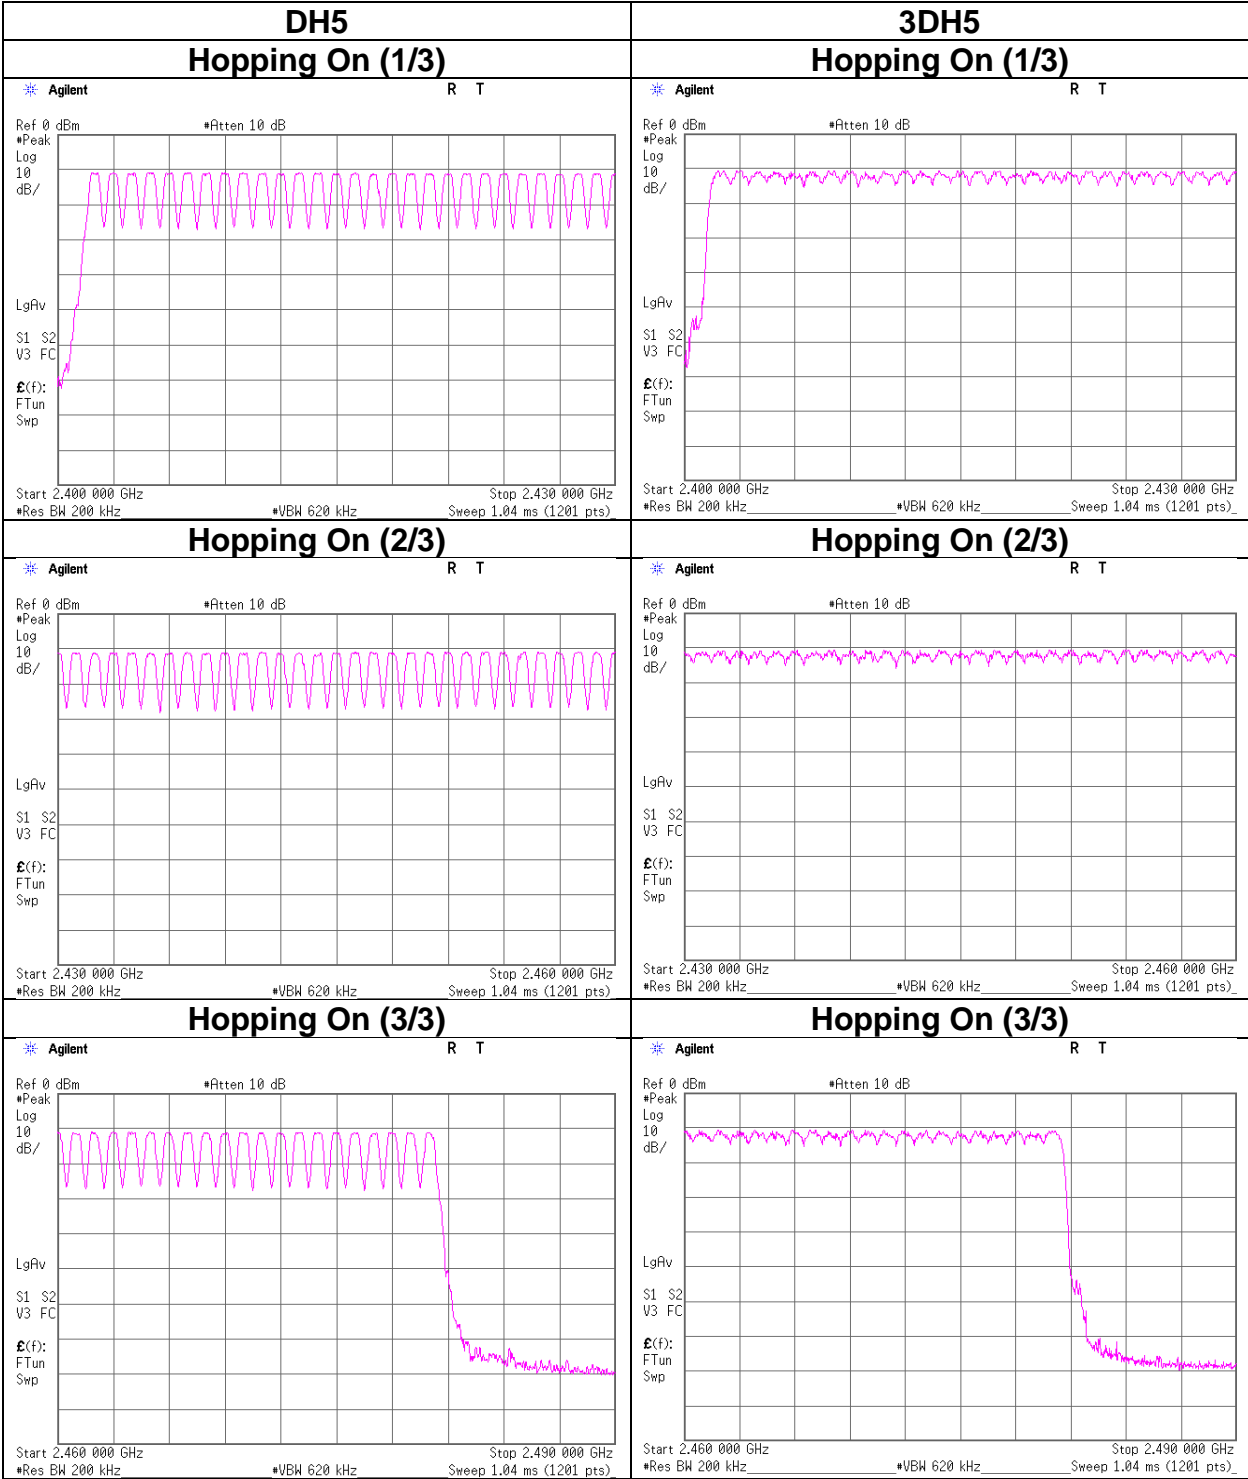 DH5 3DH5
Hopping On (1/3) Hopping On (1/3)
Agilent R T Agilent R T
Ref 0 dBm #Atten 10 dB Ref 0 dBm #Atten 10 dB
#Peak #Peak
Log Log
10 10
dB/ dB/
LgAv LgAv
S1 S2 S1 S2
V3 FC V3 FC
£(f): £(f):
FTun FTun
Swp Swp
Start 2.400 000 GHz Stop 2.430 000 GHz Start 2.400 000 GHz Stop 2.430 000 GHz
#Res BW 200 kHz #VBW 620 kHz Sweep 1.04 ms (1201 pts) #Res BW 200 kHz #VBW 620 kHz Sweep 1.04 ms (1201 pts)
Hopping On (2/3) Hopping On (2/3)
Agilent R T Agilent R T
Ref 0 dBm #Atten 10 dB Ref 0 dBm #Atten 10 dB
#Peak #Peak
Log Log
10 10
dB/ dB/
LgAv LgAv
S1 S2 S1 S2
V3 FC V3 FC
£(f): £(f):
FTun FTun
Swp Swp
Start 2.430 000 GHz Stop 2.460 000 GHz Start 2.430 000 GHz Stop 2.460 000 GHz
#Res BW 200 kHz #VBW 620 kHz Sweep 1.04 ms (1201 pts) #Res BW 200 kHz #VBW 620 kHz Sweep 1.04 ms (1201 pts)
Hopping On (3/3) Hopping On (3/3)
Agilent R T Agilent R T
Ref 0 dBm #Atten 10 dB Ref 0 dBm #Atten 10 dB
#Peak #Peak
Log Log
10 10
dB/ dB/
LgAv LgAv
S1 S2 S1 S2
V3 FC V3 FC
£(f): £(f):
FTun FTun
Swp Swp
Start 2.460 000 GHz Stop 2.490 000 GHz Start 2.460 000 GHz Stop 2.490 000 GHz
#Res BW 200 kHz #VBW 620 kHz Sweep 1.04 ms (1201 pts) #Res BW 200 kHz #VBW 620 kHz Sweep 1.04 ms (1201 pts)